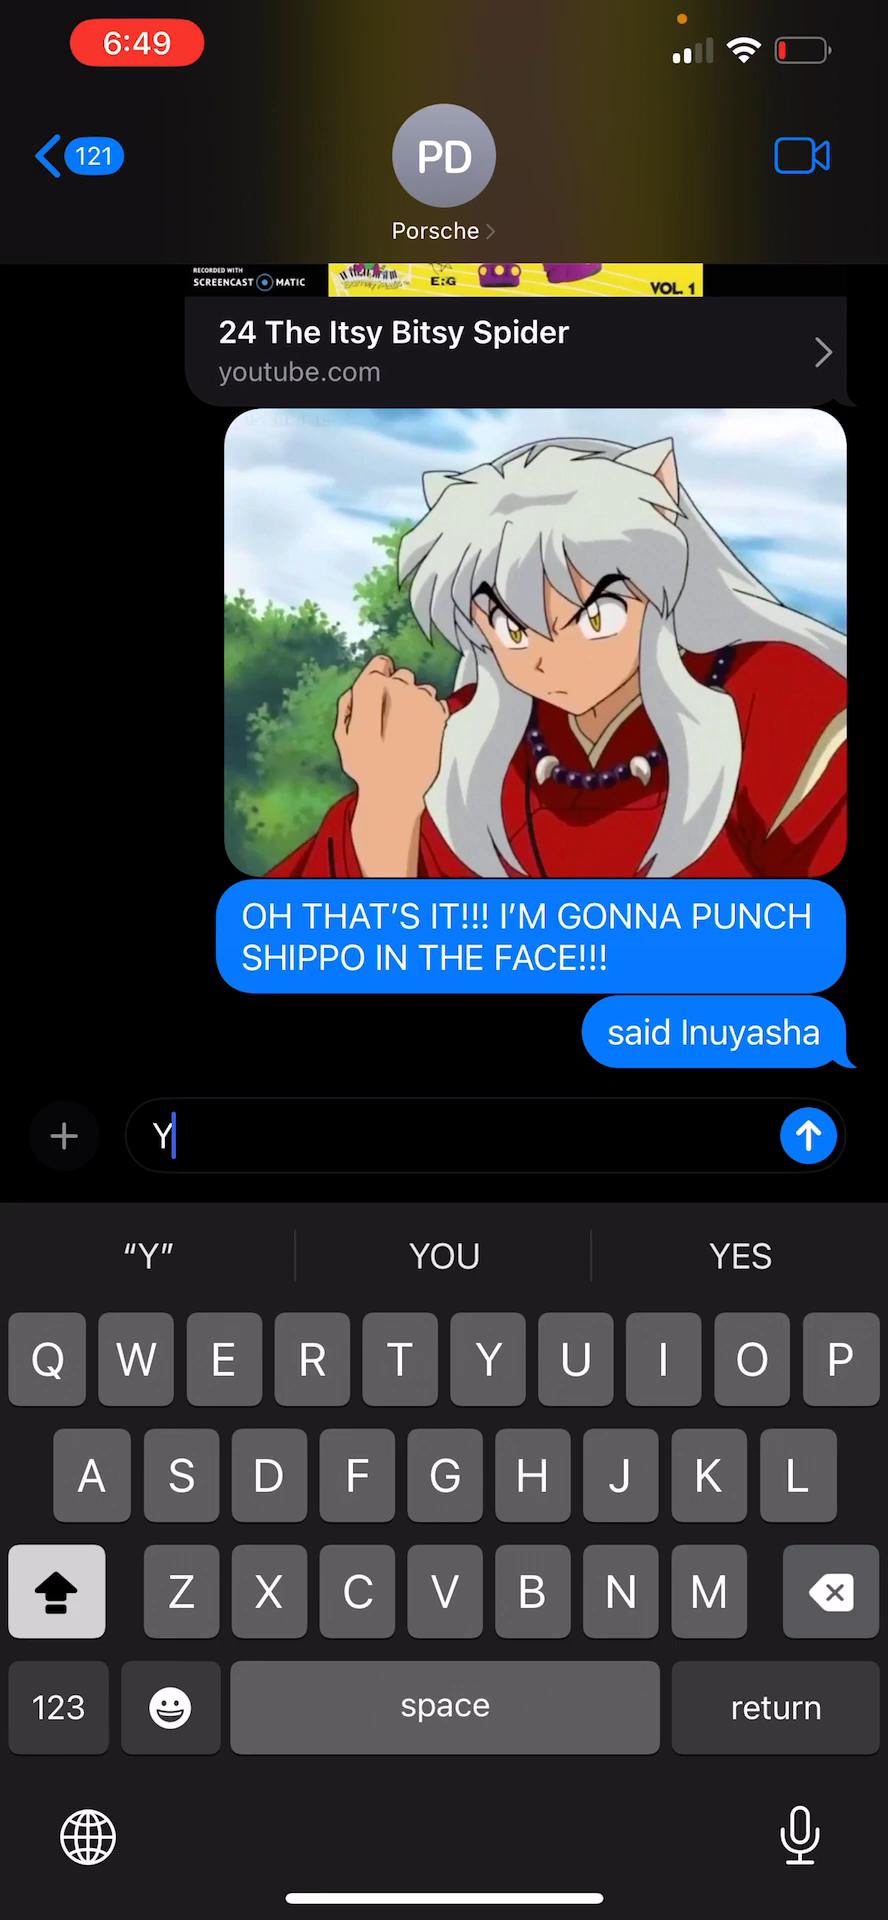 6:49
121
PD
Porsche
RECORDED WITH
SCREENCAST MATIC
E:G
VOL. 1
24 The Itsy Bitsy Spider
youtube.com
OH THAT'S IT!!! I'M GONNA PUNCH
SHIPPO IN THE FACE!!!
said Inuyasha
Y
“Y” YOU YES
Q W E R T Y U I O P
A S D F G H J K L
Z X C V B N M
123 space return